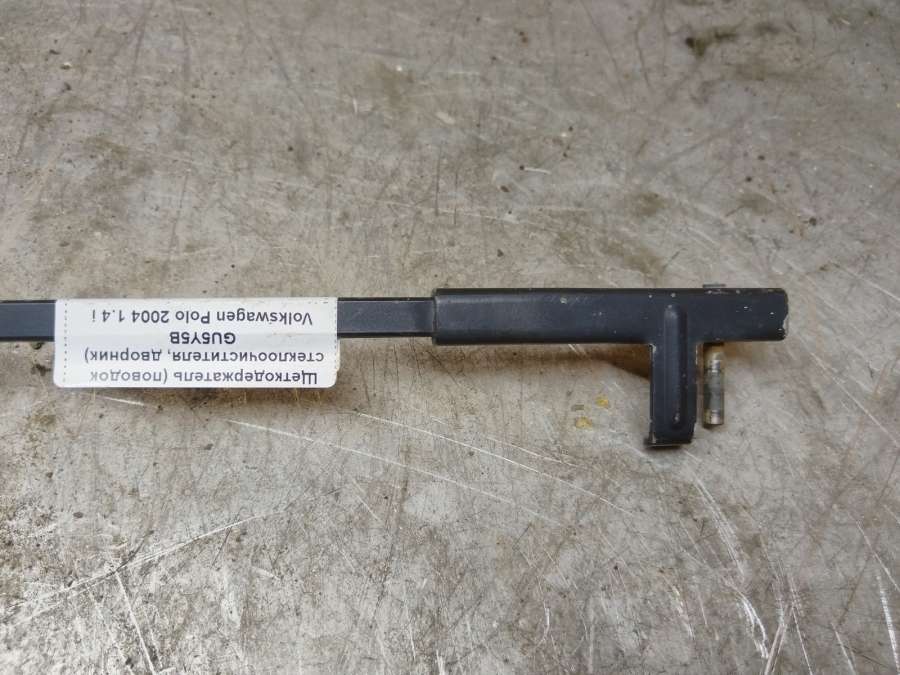 Щеткодержатель (поводок
стеклоочистителя, дворник)
GU5Y5B
Volkswagen Polo 2004 1.4 i